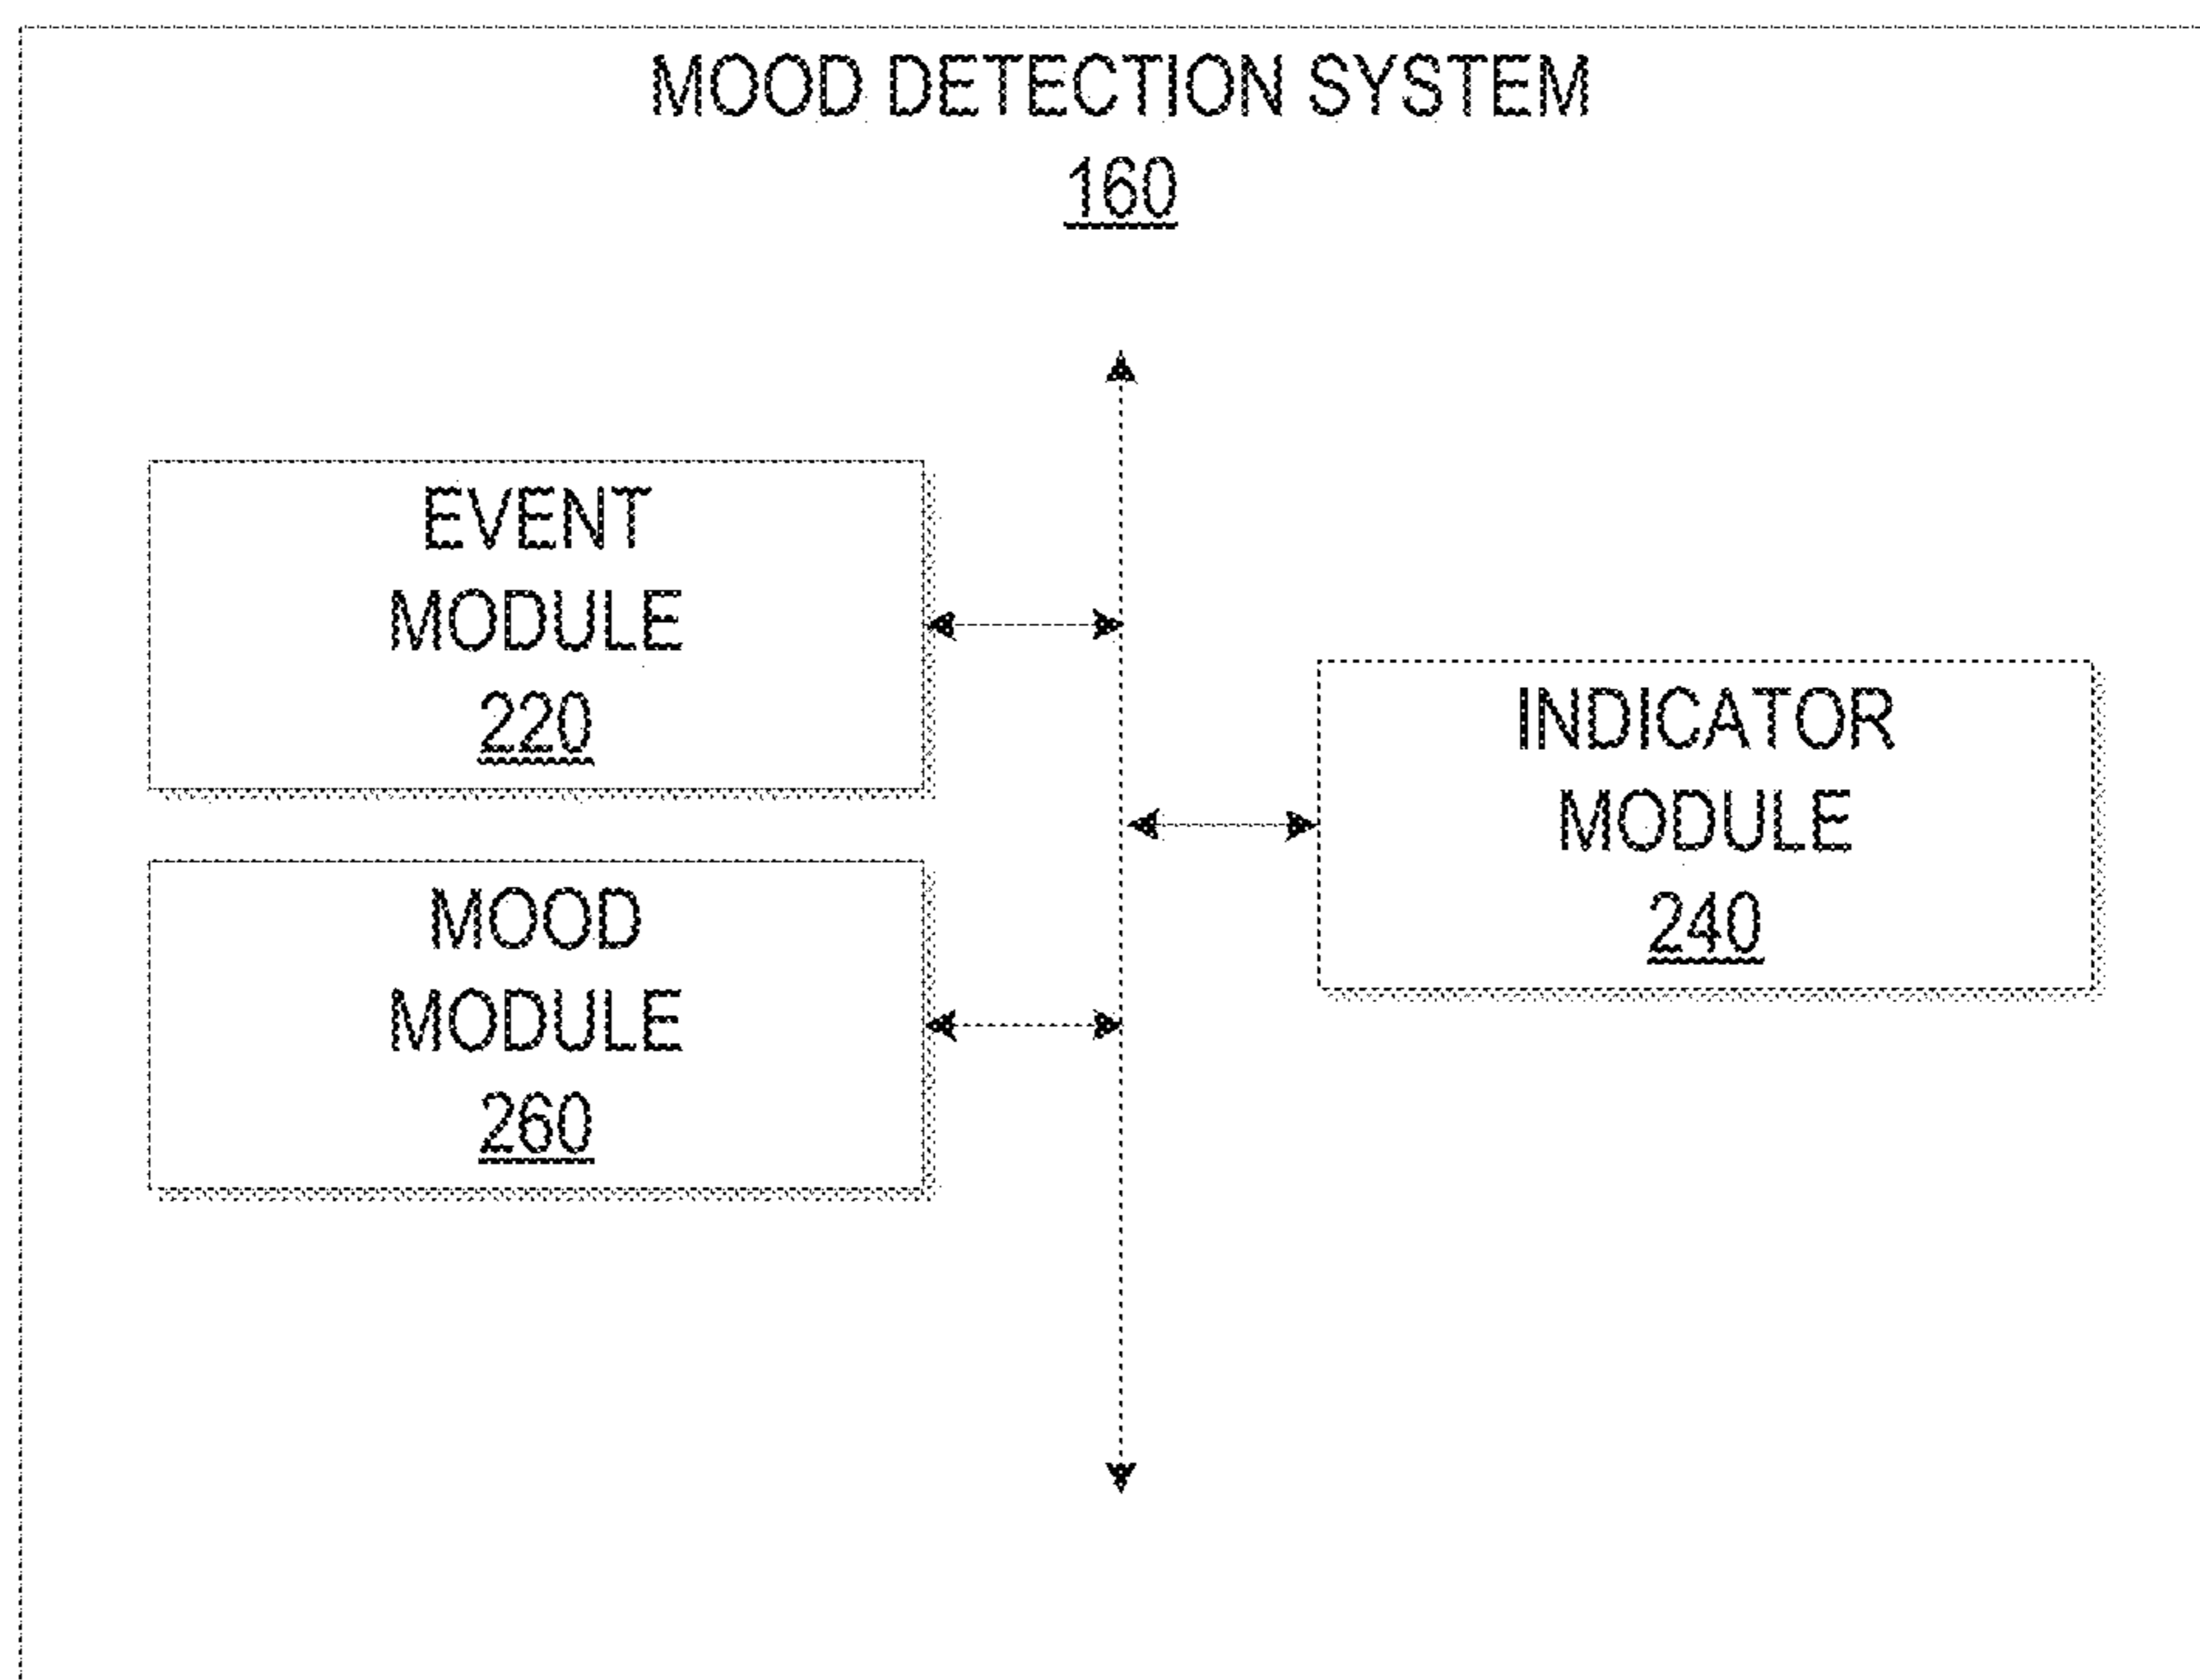 MOOD DETECTION SYSTEM
160
EVENT
MODULE
220
INDICATOR
MODULE
240
MOOD
MODULE
260